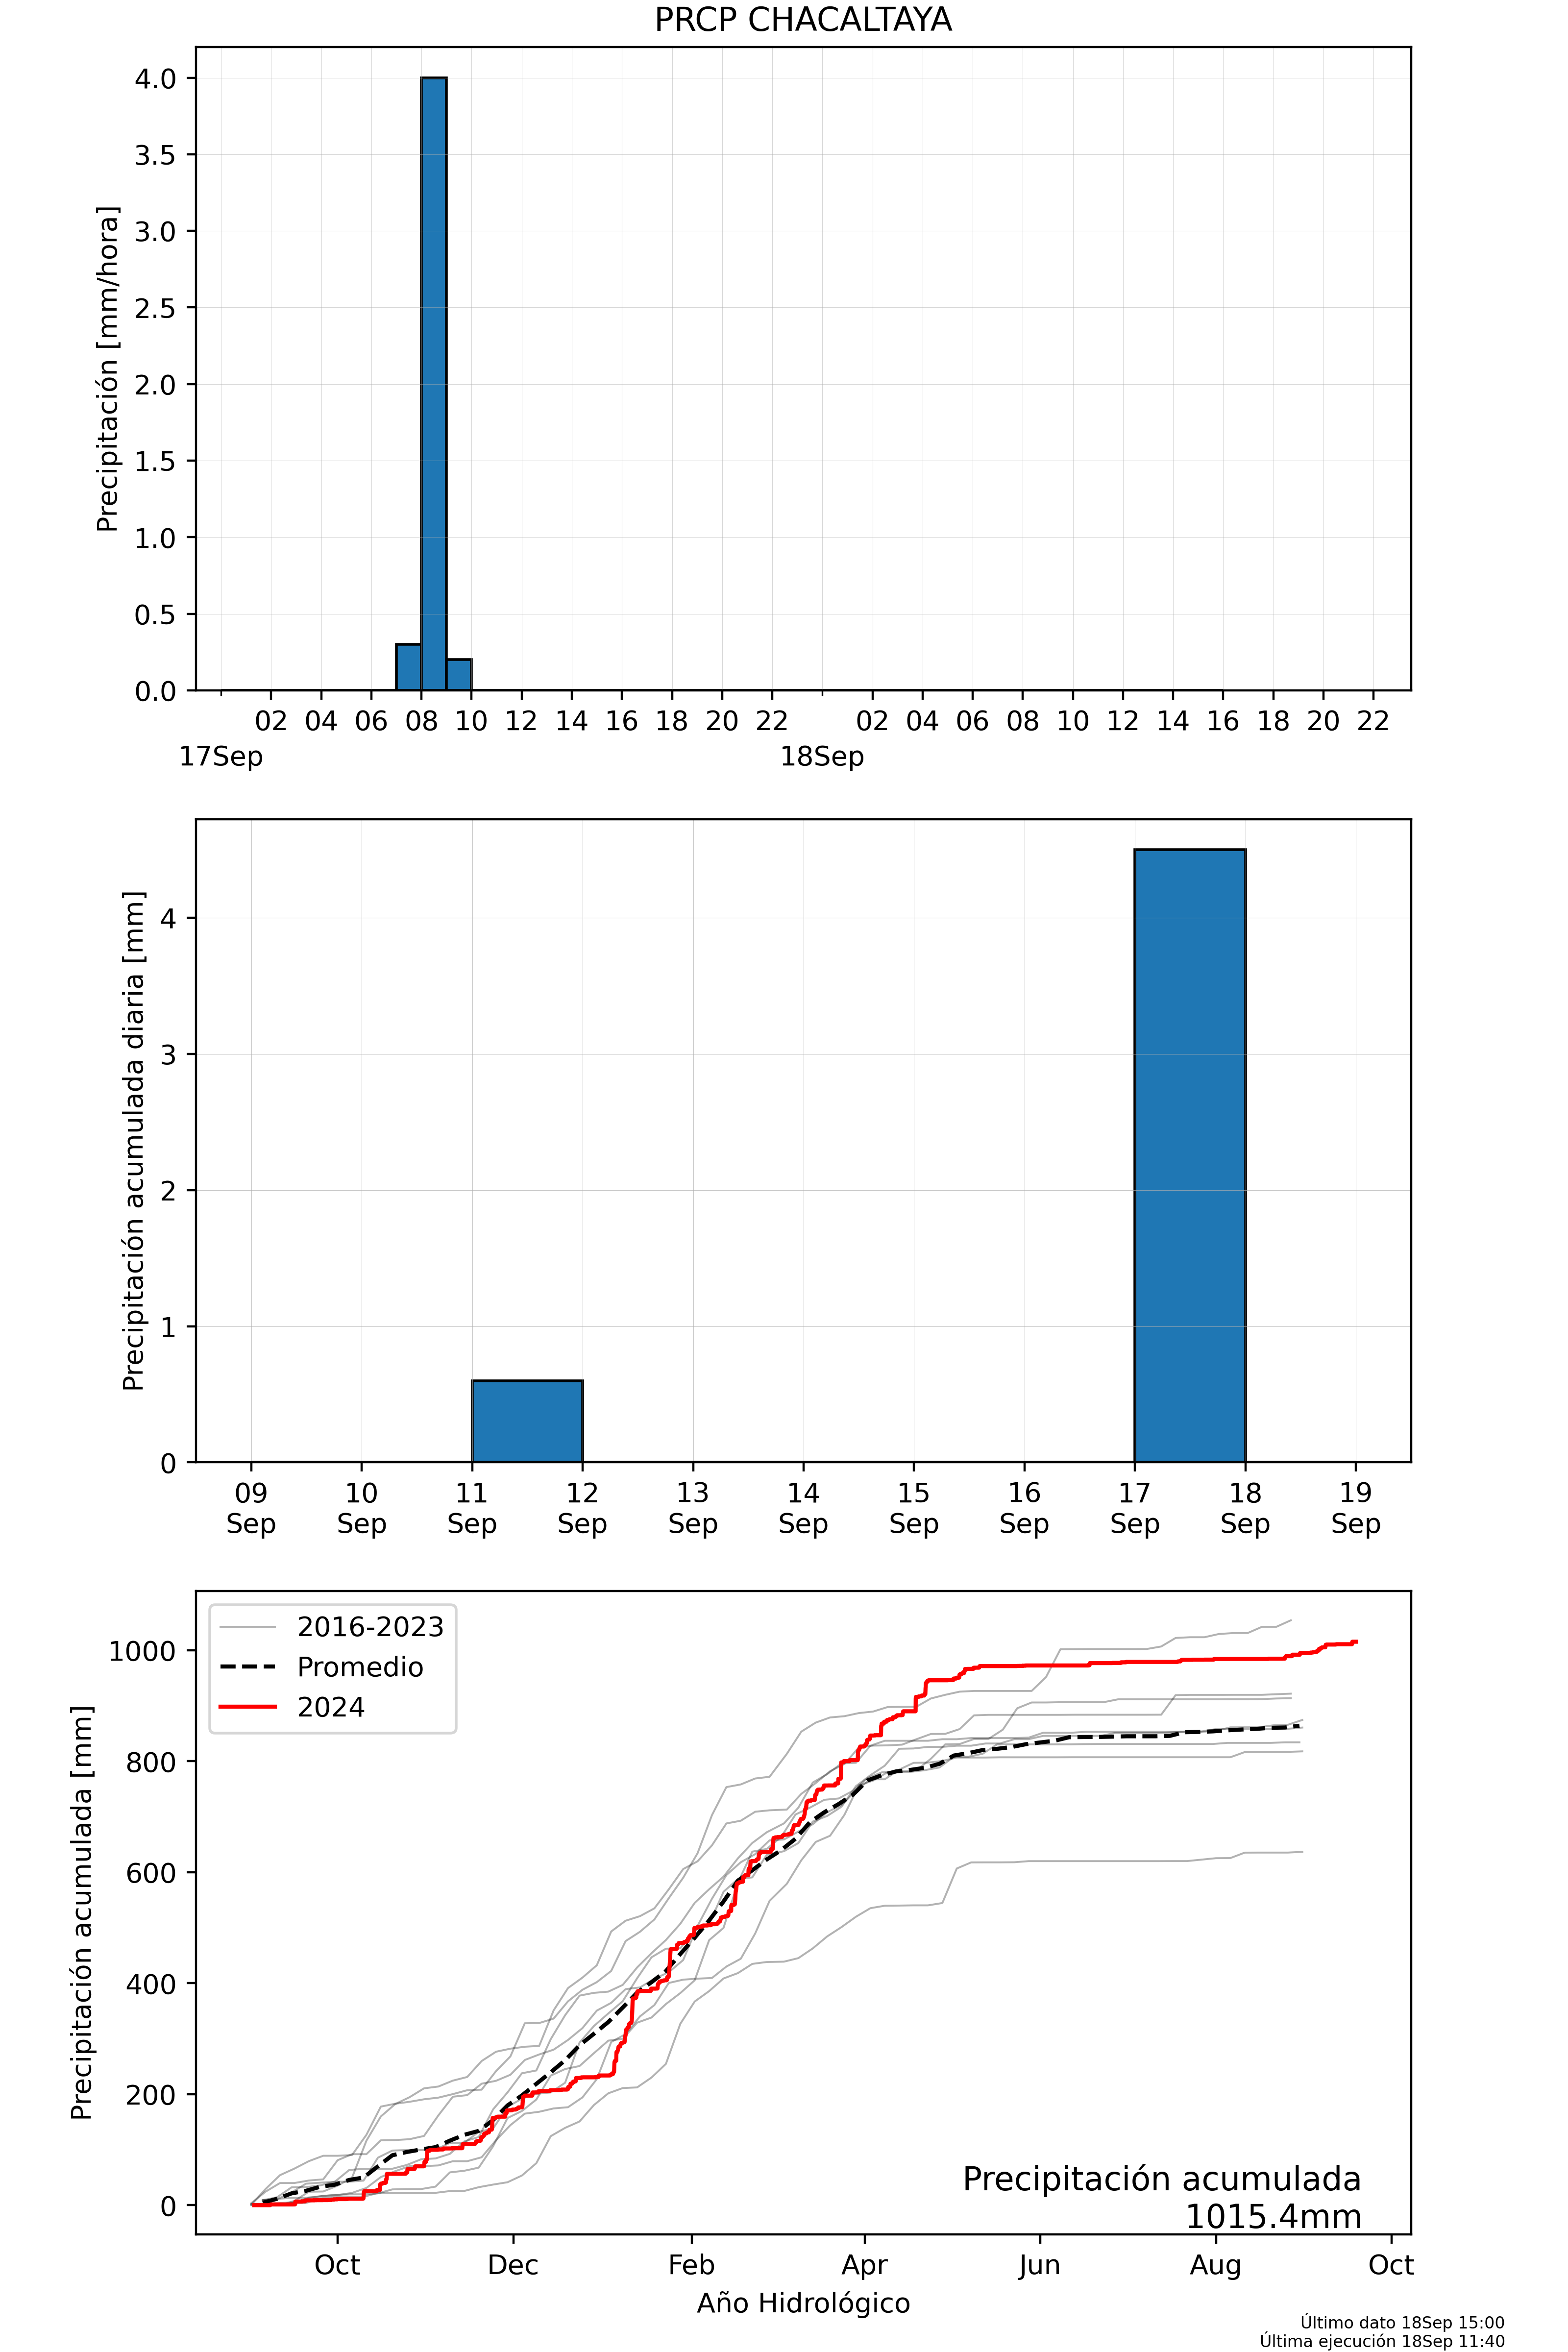 PRCP CHACALTAYA
Precipitación [mm/hora]
4.0
3.5
3.0
2.5
2.0
1.5
1.0
0.5
0.0
02 04 06 08 10 12 14 16 18 20 22 02 04 06 08 10 12 14 16 18 20 22
17Sep 18Sep
Precipitación acumulada diaria [mm]
4
3
2
1
0
09 10 11 12 13 14 15 16 17 18 19
Sep Sep Sep Sep Sep Sep Sep Sep Sep Sep Sep
Precipitación acumulada [mm]
1000
800
600
400
200
0
2016-2023
Promedio
2024
Precipitación acumulada
1015.4mm
Oct Dec Feb Apr Jun Aug Oct
Año Hidrológico
Último dato 18Sep 15:00
Última ejecución 18Sep 11:40